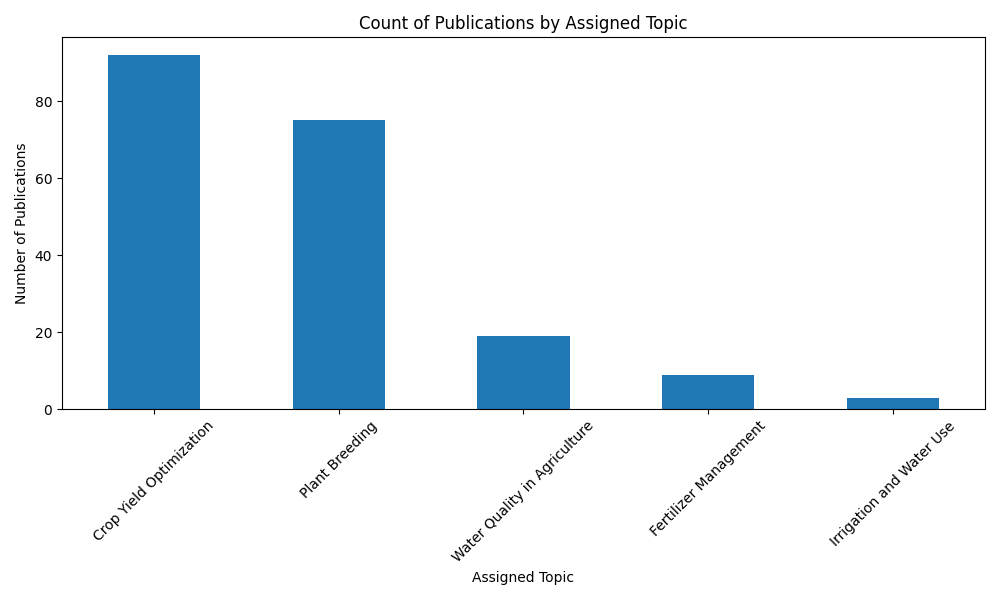 Count of Publications by Assigned Topic
Number of Publications
80
60
40
20
0
Crop Yield Optimization
Plant Breeding
Water Quality in Agriculture
Fertilizer Management
Irrigation and Water Use
Assigned Topic